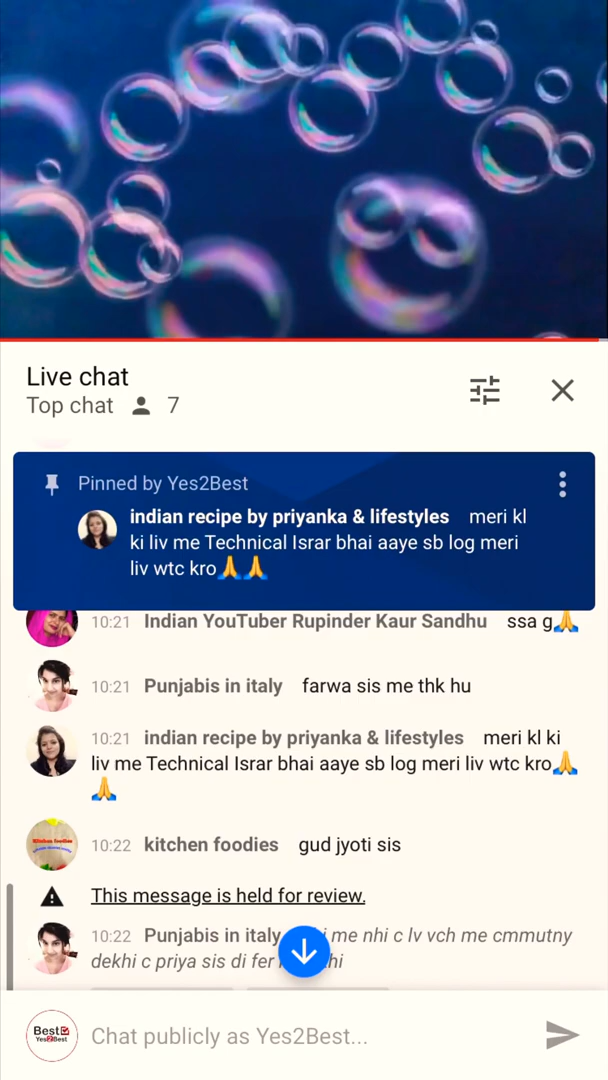 Live chat
Top chat 7
Pinned by Yes2Best
indian recipe by priyanka & lifestyles meri kl
ki liv me Technical Israr bhai aaye sb log meri
liv wtc kro🙏🙏
10:21 Indian YouTuber Rupinder Kaur Sandhu ssa g🙏
10:21 Punjabis in italy farwa sis me thk hu
10:21 indian recipe by priyanka & lifestyles meri kl ki
liv me Technical Israr bhai aaye sb log meri liv wtc kro🙏
🙏
Kitchen foodies
10:22 kitchen foodies gud jyoti sis
This message is held for review.
10:22 Punjabis in italy me nhi c lv vch me cmmutny
dekhi c priya sis di fer
Best
Yes2Best
Chat publicly as Yes2Best...